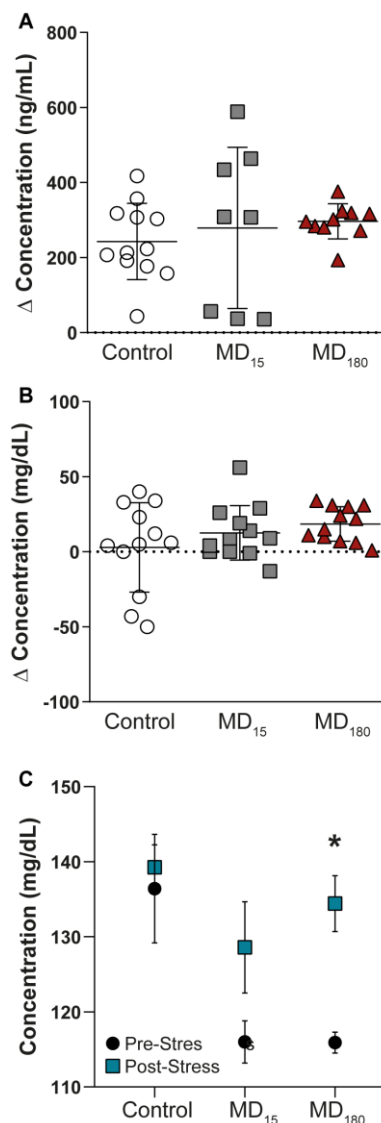 A
Δ Concentration (ng/mL)
800
600
400
200
0
Control MD15 MD180
B
Δ Concentration (mg/dL)
100
50
0
-50
-100
Control MD15 MD180
C
Concentration (mg/dL)
150
140
130
120
110
*
Pre-Stres s
Post-Stress
Control MD15 MD180